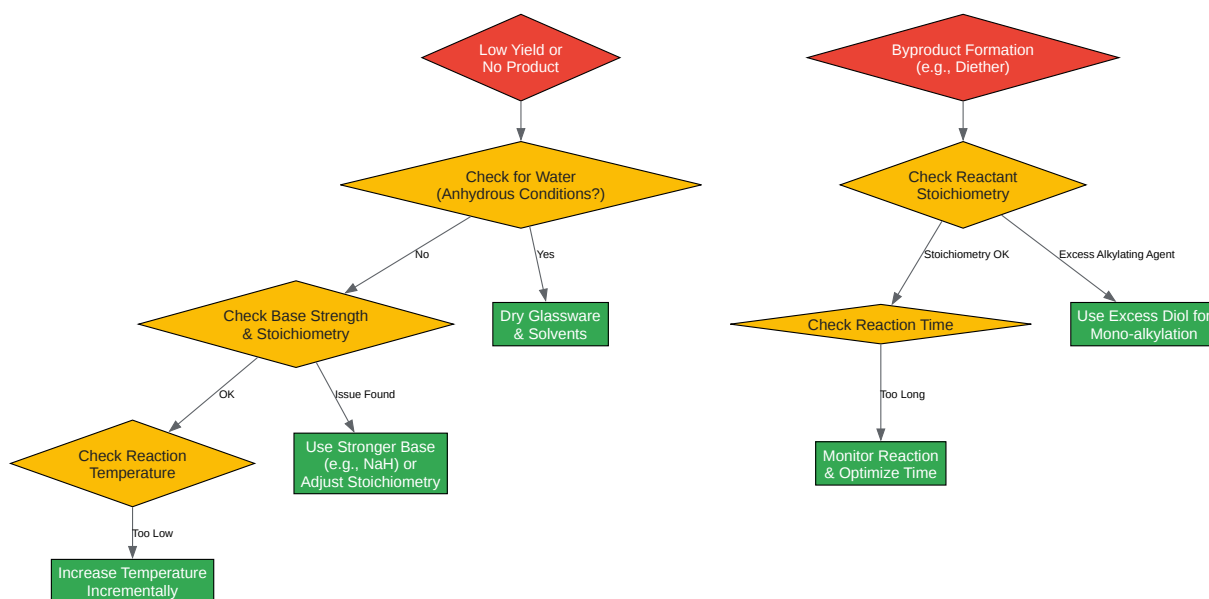 Low Yield or
No Product
Check for Water
(Anhydrous Conditions?)
No
Yes
Check Base Strength
& Stoichiometry
Dry Glassware
& Solvents
OK
Issue Found
Check Reaction
Temperature
Use Stronger Base
(e.g., NaH) or
Adjust Stoichiometry
Too Low
Increase Temperature
Incrementally
Byproduct Formation
(e.g., Diether)
Check Reactant
Stoichiometry
Stoichiometry OK
Excess Alkylating Agent
Check Reaction Time
Use Excess Diol for
Mono-alkylation
Too Long
Monitor Reaction
& Optimize Time